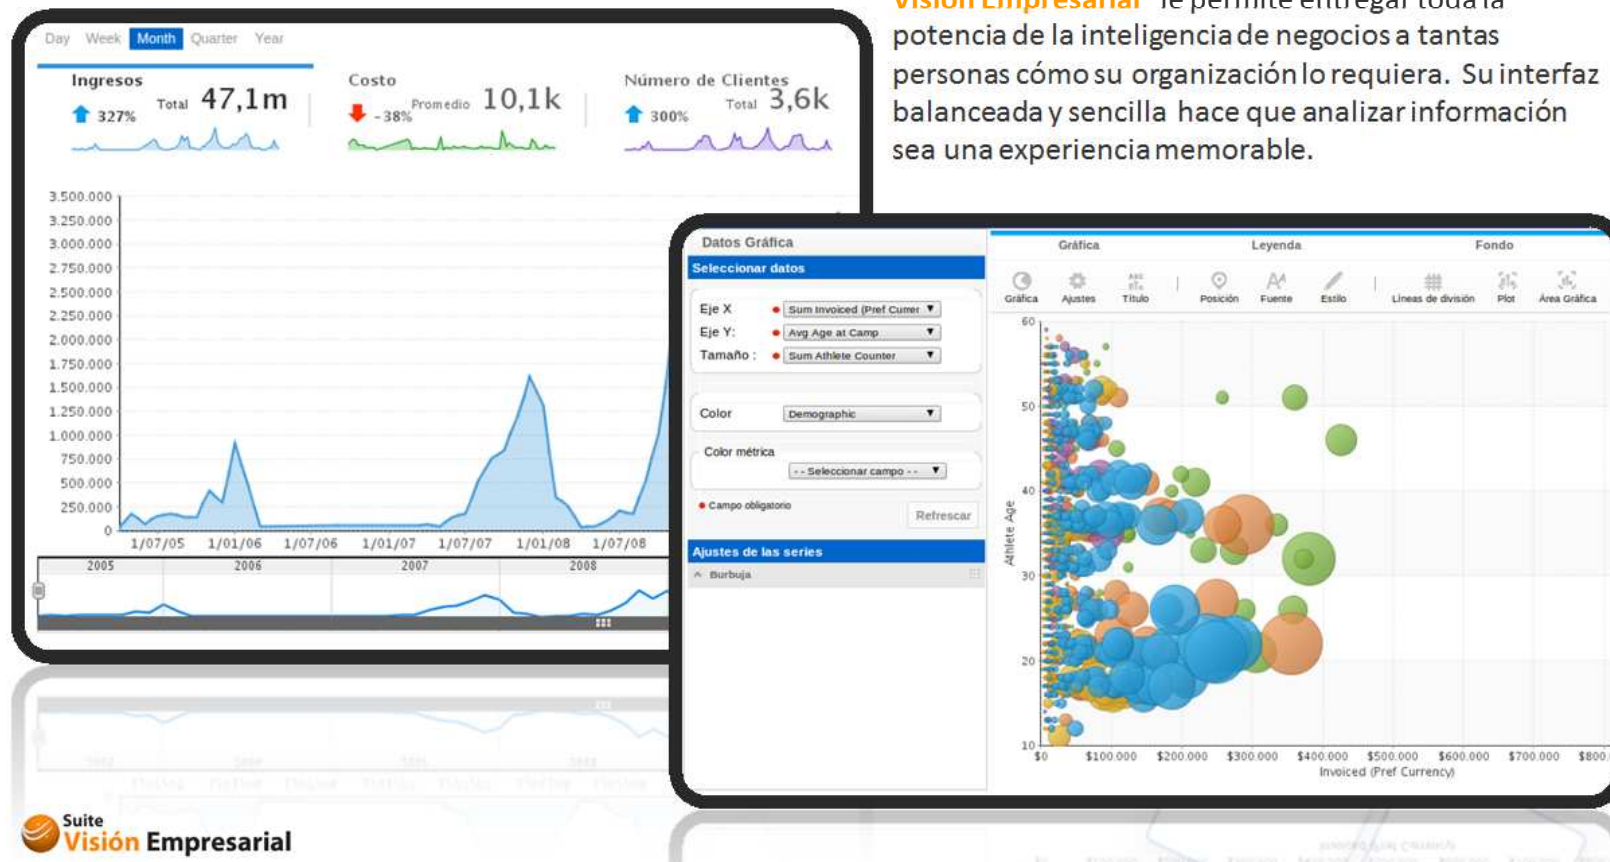 Visión Empresarial le permite entregar toda la
potencia de la inteligencia de negocios a tantas
personas cómo su organización lo requiera. Su interfaz
balanceada y sencilla hace que analizar información
sea una experiencia memorable.
Day Week Month Quarter Year
Ingresos
327% Total 47,1m
Costo
-38% Promedio 10,1k
Número de Clientes
300% Total 3,6k
3.500.000
3.250.000
3.000.000
2.750.000
2.500.000
2.250.000
2.000.000
1.750.000
1.500.000
1.250.000
1.000.000
750.000
500.000
250.000
0
1/07/05 1/01/06 1/07/06 1/01/07 1/07/07 1/01/08 1/07/08
2005 2006 2007 2008
Datos Gráfica
Seleccionar datos
Eje X Sum Invoiced (Pref Currer
Eje Y: Avg Age at Camp
Tamaño : Sum Athlete Counter
Color Demographic
Color métrica
- - Seleccionar campo - -
Campo obligatorio
Refrescar
Ajustes de las series
Burbuja
Gráfica Leyenda Fondo
ABC
Gráfica Ajustes Título Posición Fuente Estilo Líneas de división Plot Área Gráfica
60
50
40
30
20
10
Athlete Age
$0 $100.000 $200.000 $300.000 $400.000 $500.000 $600.000 $700.000 $800.
Invoiced (Pref Currency)
Suite
Visión Empresarial